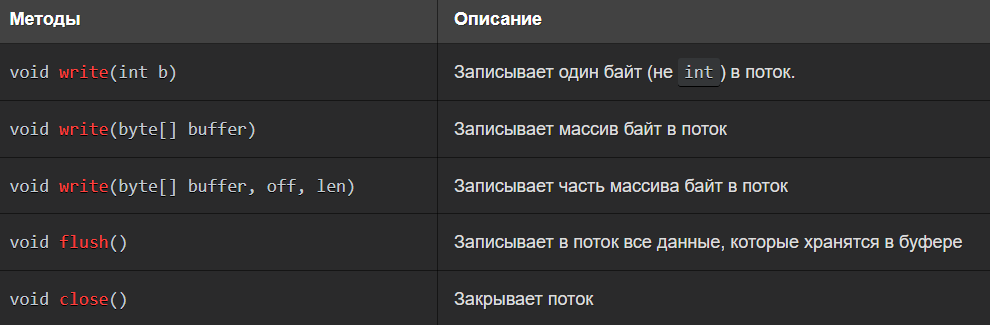 Методы Описание
void write(int b) Записывает один байт (не int) в поток.
void write(byte[] buffer) Записывает массив байт в поток
void write(byte[] buffer, off, len) Записывает часть массива байт в поток
void flush() Записывает в поток все данные, которые хранятся в буфере
void close() Закрывает поток